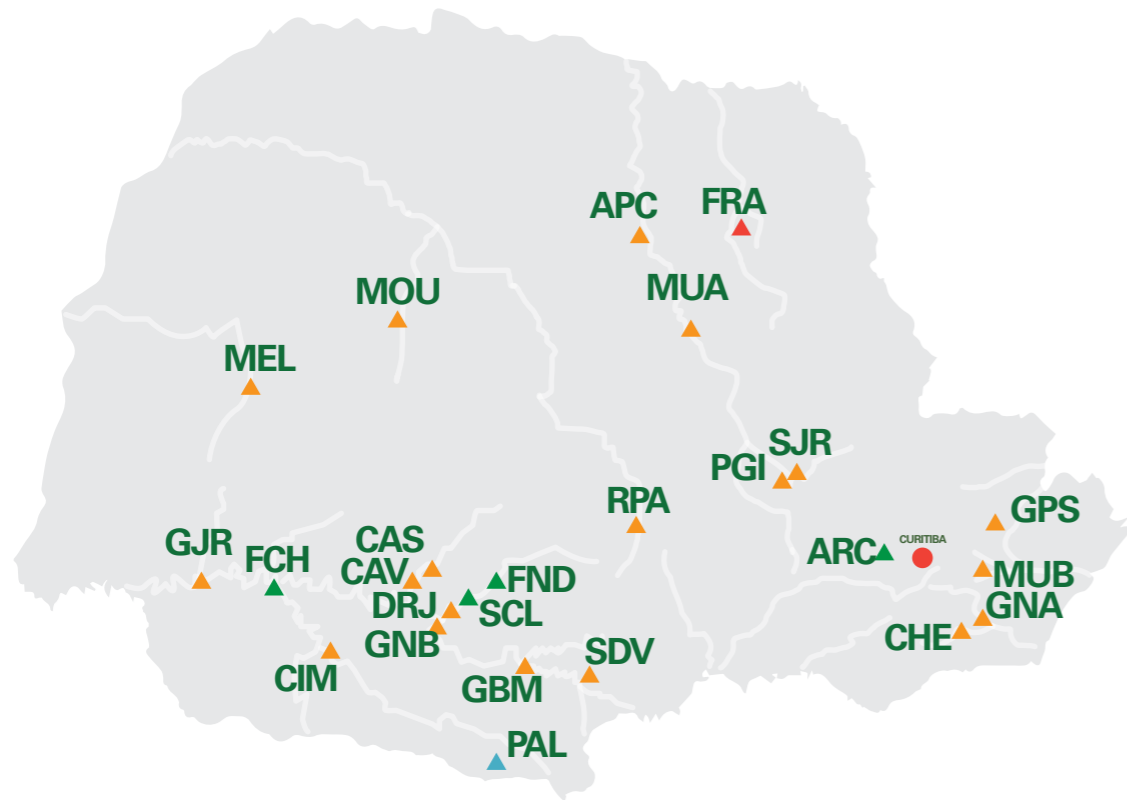 APC
FRA
MUA
MOU
MEL
SJR
PGI
RPA
GPS
GJR
FCH
CAS
CAV
CURITIBA
ARC
FND
MUB
DRJ
SCL
GNA
GNB
CHE
SDV
CIM
GBM
PAL